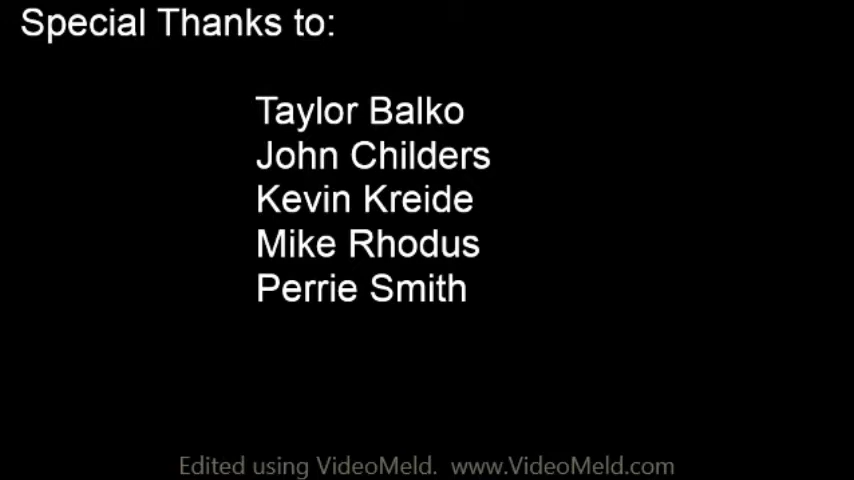 Special Thanks to:
Taylor Balko
John Childers
Kevin Kreide
Mike Rhodus
Perrie Smith
Edited using VideoMeld. www.VideoMeld.com